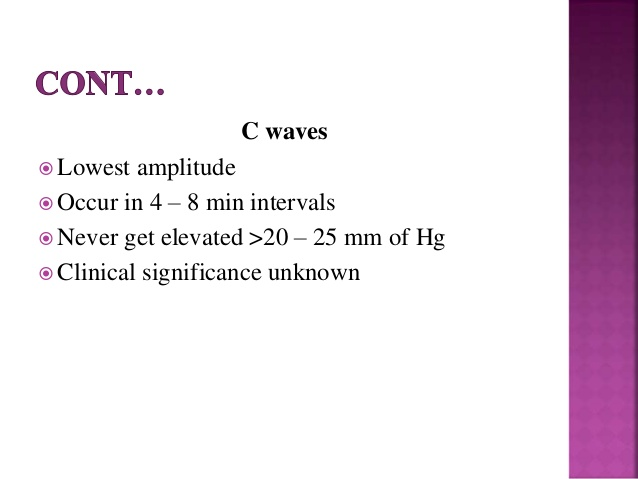 CONT…
C waves
Lowest amplitude
Occur in 4 – 8 min intervals
Never get elevated >20 – 25 mm of Hg
Clinical significance unknown